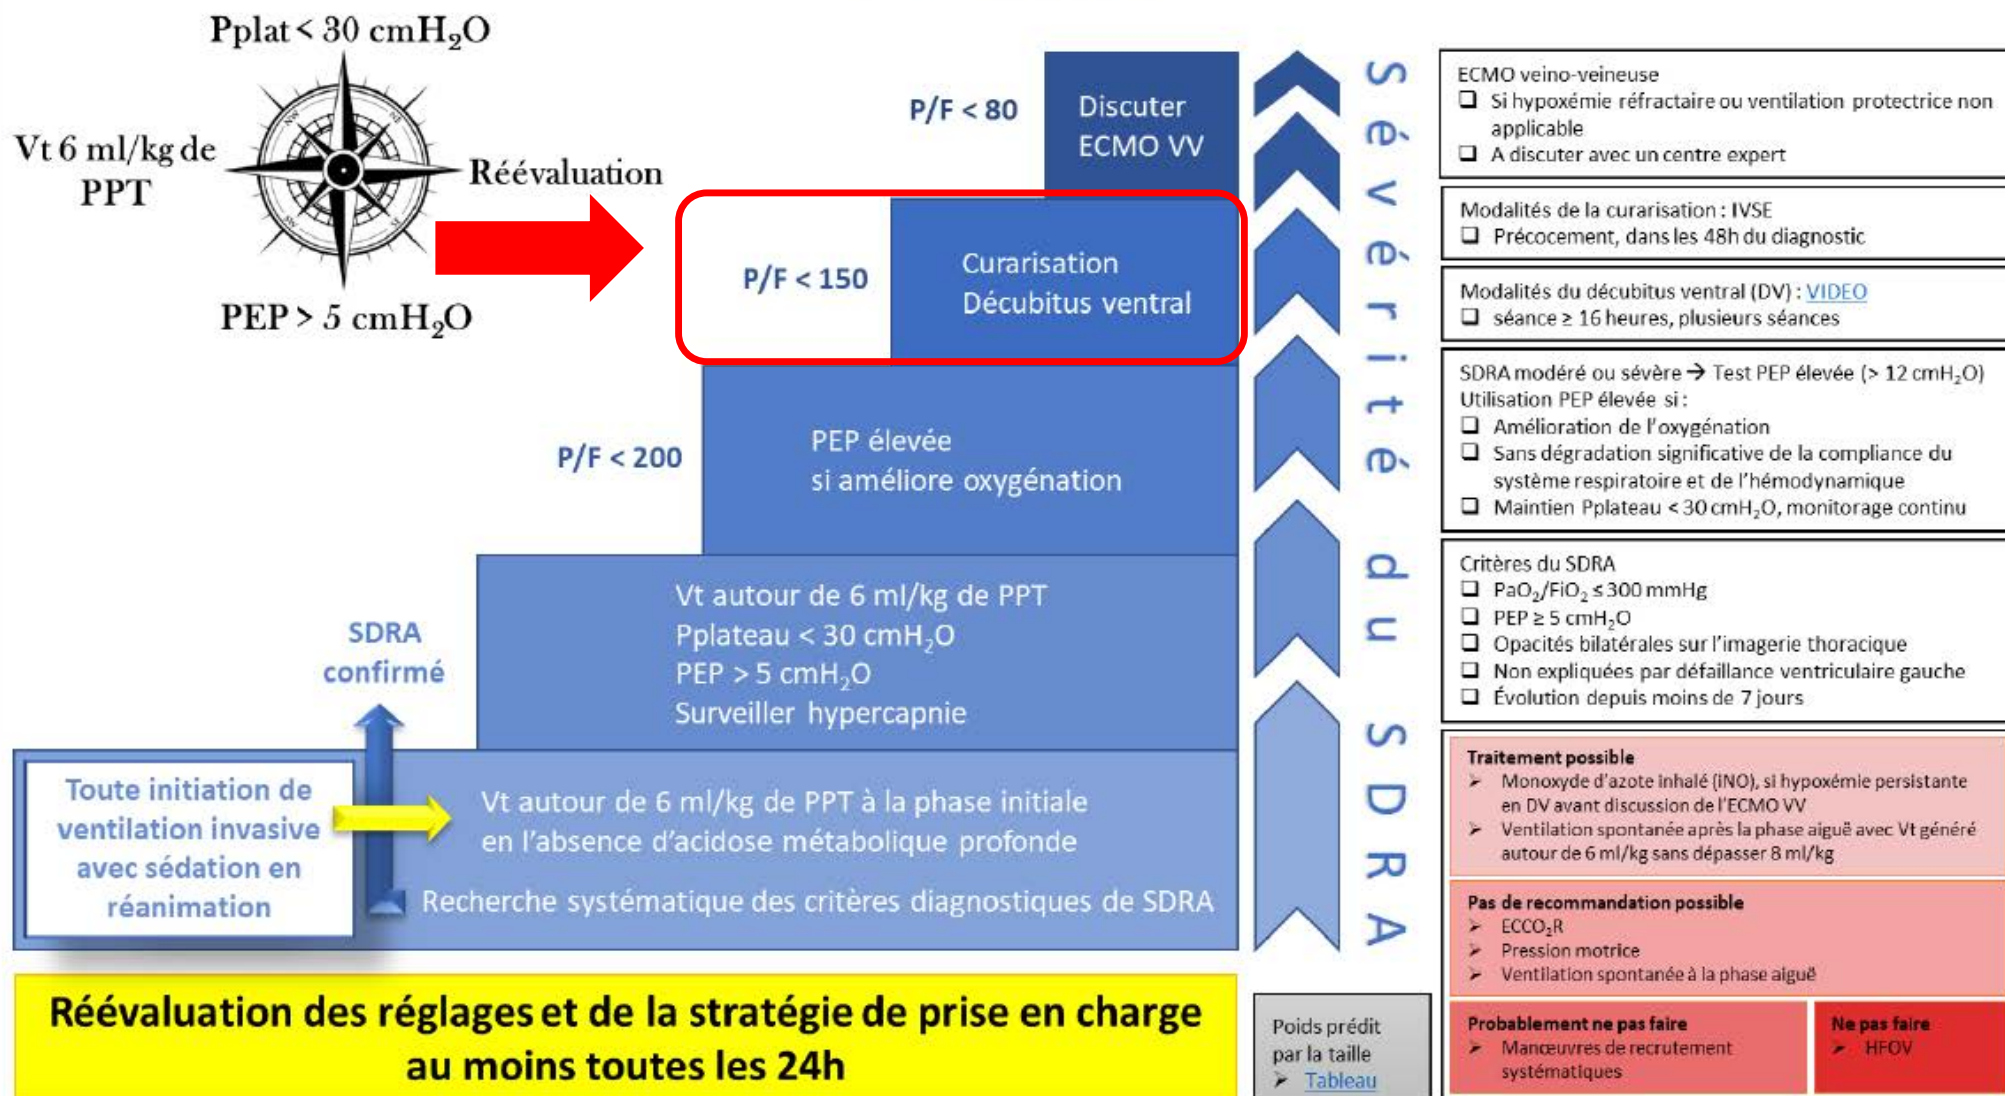 Pplat < 30 cmH₂O
Vt 6 ml/kg de
PPT
Réévaluation
PEP > 5 cmH₂O
NW
NE
SW
SE
P/F < 80
Discuter
ECMO VV
P/F < 150
Curarisation
Décubitus ventral
P/F < 200
PEP élevée
si améliore oxygénation
SDRA
confirmé
Vt autour de 6 ml/kg de PPT
Pplateau < 30 cmH₂O
PEP > 5 cmH₂O
Surveiller hypercapnie
Toute initiation de
ventilation invasive
avec sédation en
réanimation
Vt autour de 6 ml/kg de PPT à la phase initiale
en l'absence d'acidose métabolique profonde
Recherche systématique des critères diagnostiques de SDRA
Réévaluation des réglages et de la stratégie de prise en charge
au moins toutes les 24h
Sévérité du SDRA
ECMO veino-veineuse
❑ Si hypoxémie réfractaire ou ventilation protectrice non
applicable
❑ A discuter avec un centre expert
Modalités de la curarisation : IVSE
❑ Précocement, dans les 48h du diagnostic
Modalités du décubitus ventral (DV) : VIDEO
❑ séance ≥ 16 heures, plusieurs séances
SDRA modéré ou sévère → Test PEP élevée (> 12 cmH₂O)
Utilisation PEP élevée si :
❑ Amélioration de l'oxygénation
❑ Sans dégradation significative de la compliance du
système respiratoire et de l'hémodynamique
❑ Maintien Pplateau < 30 cmH₂O, monitorage continu
Critères du SDRA
❑ PaO₂/FiO₂ ≤ 300 mmHg
❑ PEP ≥ 5 cmH₂O
❑ Opacités bilatérales sur l'imagerie thoracique
❑ Non expliquées par défaillance ventriculaire gauche
❑ Évolution depuis moins de 7 jours
Traitement possible
➢ Monoxyde d'azote inhalé (iNO), si hypoxémie persistante
en DV avant discussion de l'ECMO VV
➢ Ventilation spontanée après la phase aiguë avec Vt généré
autour de 6 ml/kg sans dépasser 8 ml/kg
Pas de recommandation possible
➢ ECCO₂R
➢ Pression motrice
➢ Ventilation spontanée à la phase aiguë
Poids prédit
par la taille
➢ Tableau
Probablement ne pas faire
➢ Manœuvres de recrutement
systématiques
Ne pas faire
➢ HFOV